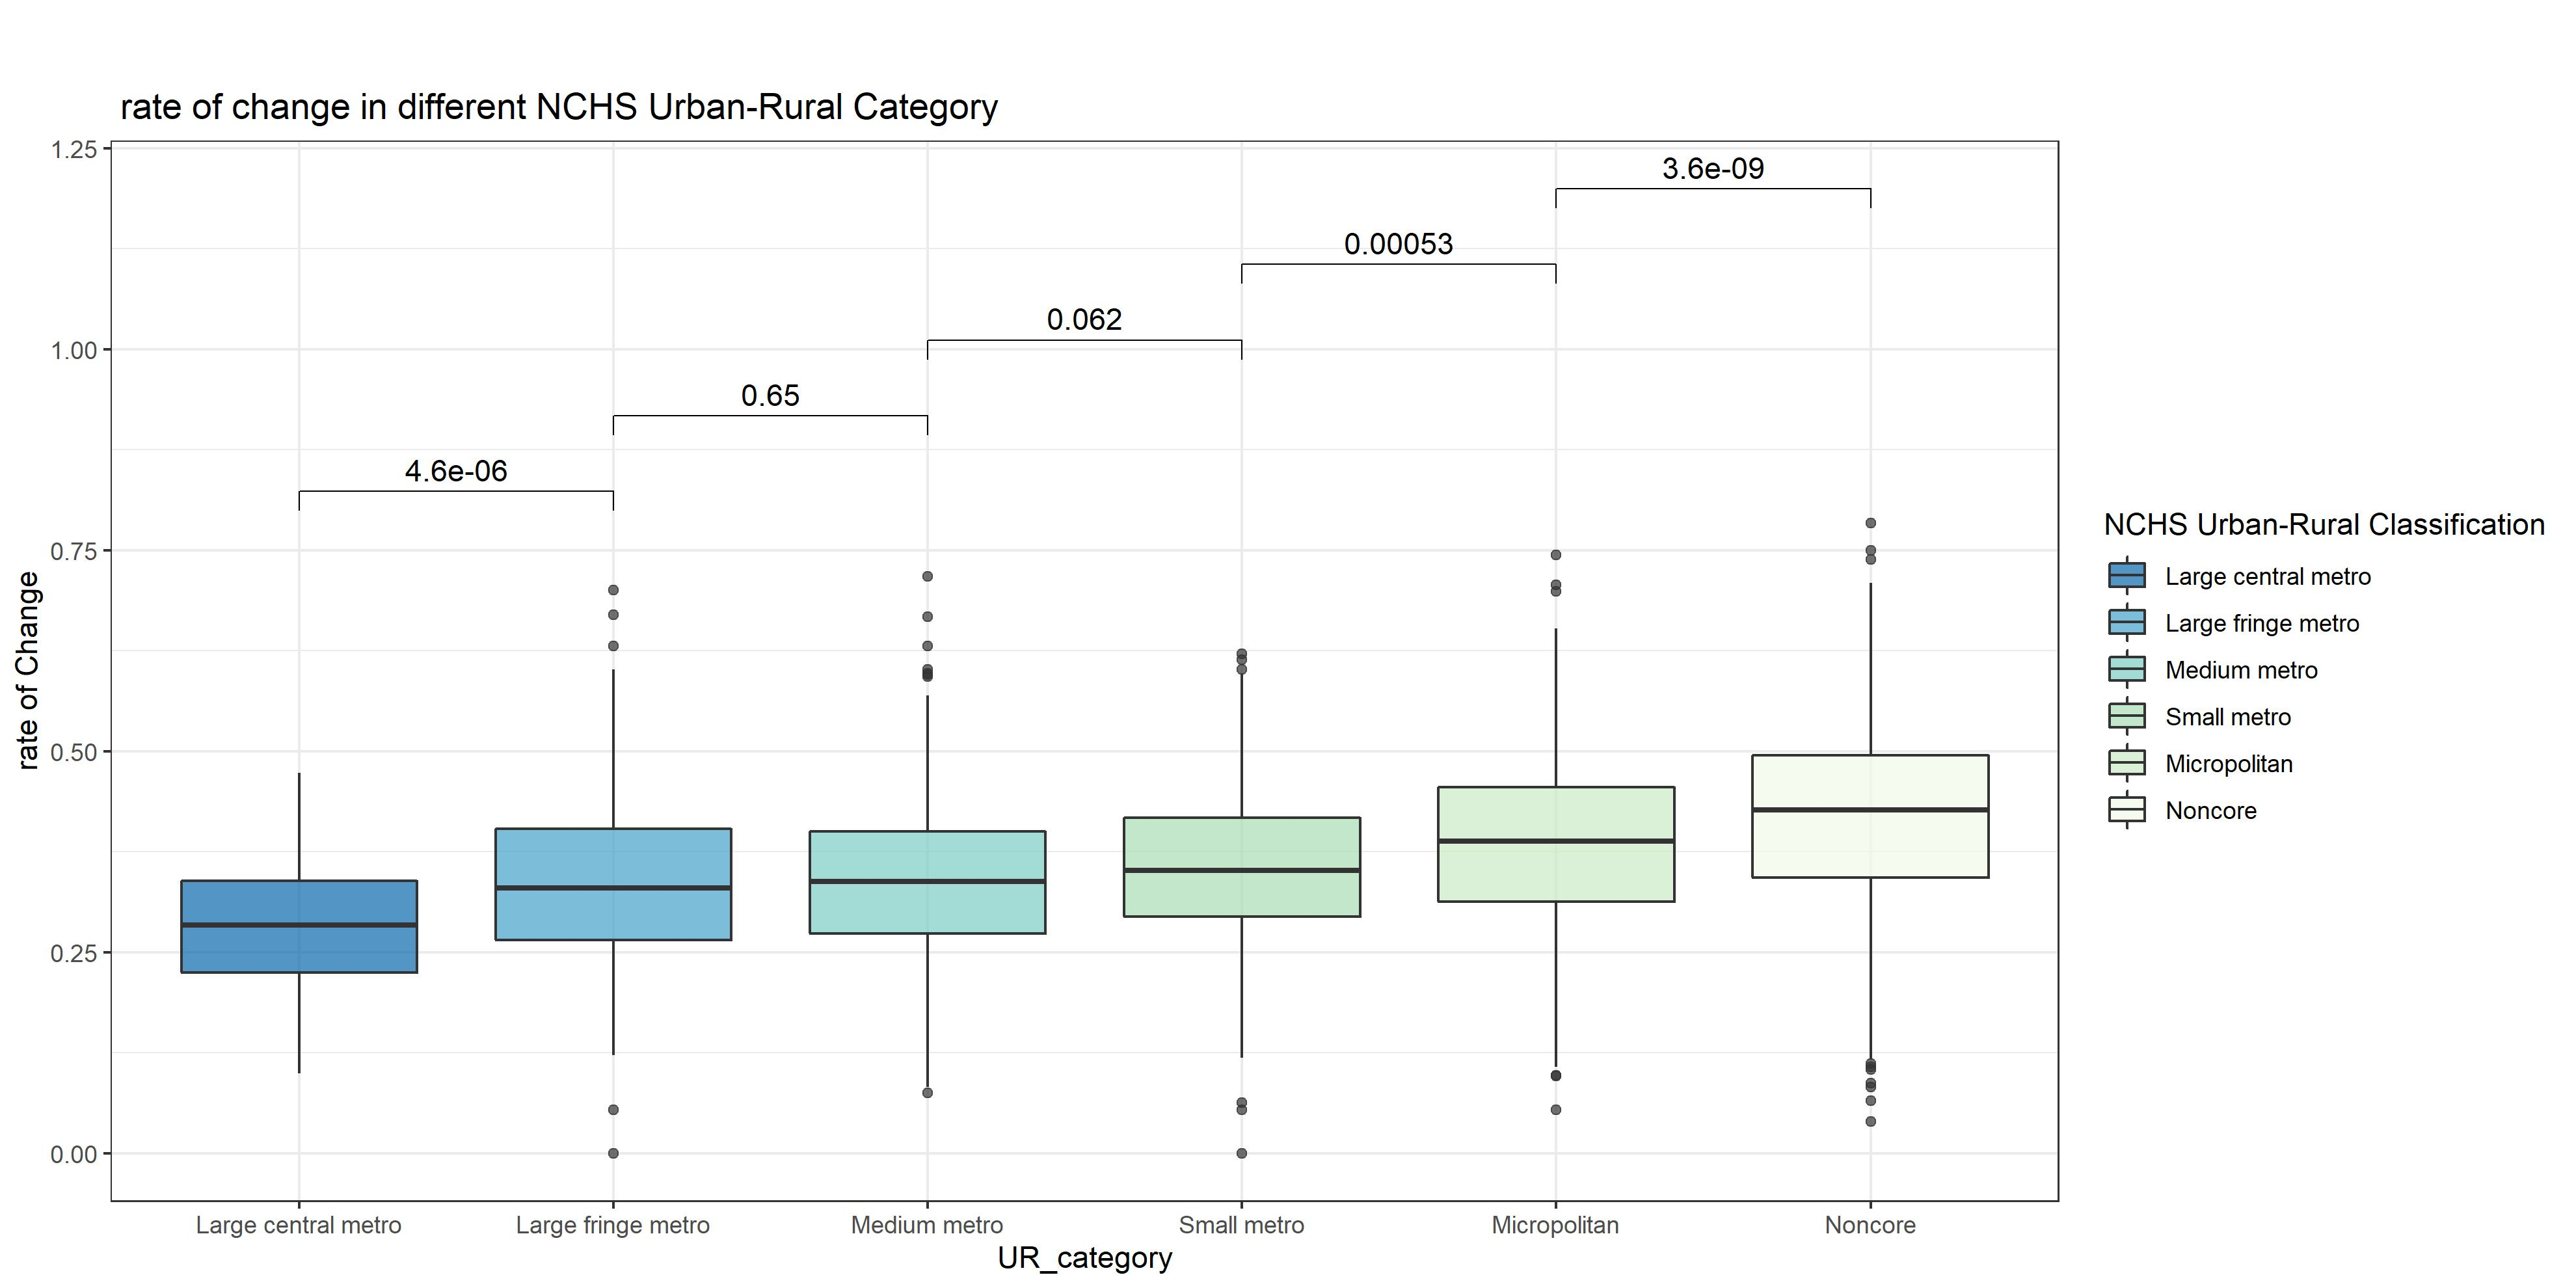 rate of change in different NCHS Urban-Rural Category
1.25
1.00
0.75
0.50
0.25
0.00
rate of Change
3.6e-09
0.00053
0.062
0.65
4.6e-06
Large central metro
Large fringe metro
Medium metro
Small metro
Micropolitan
Noncore
UR_category
NCHS Urban-Rural Classification
Large central metro
Large fringe metro
Medium metro
Small metro
Micropolitan
Noncore